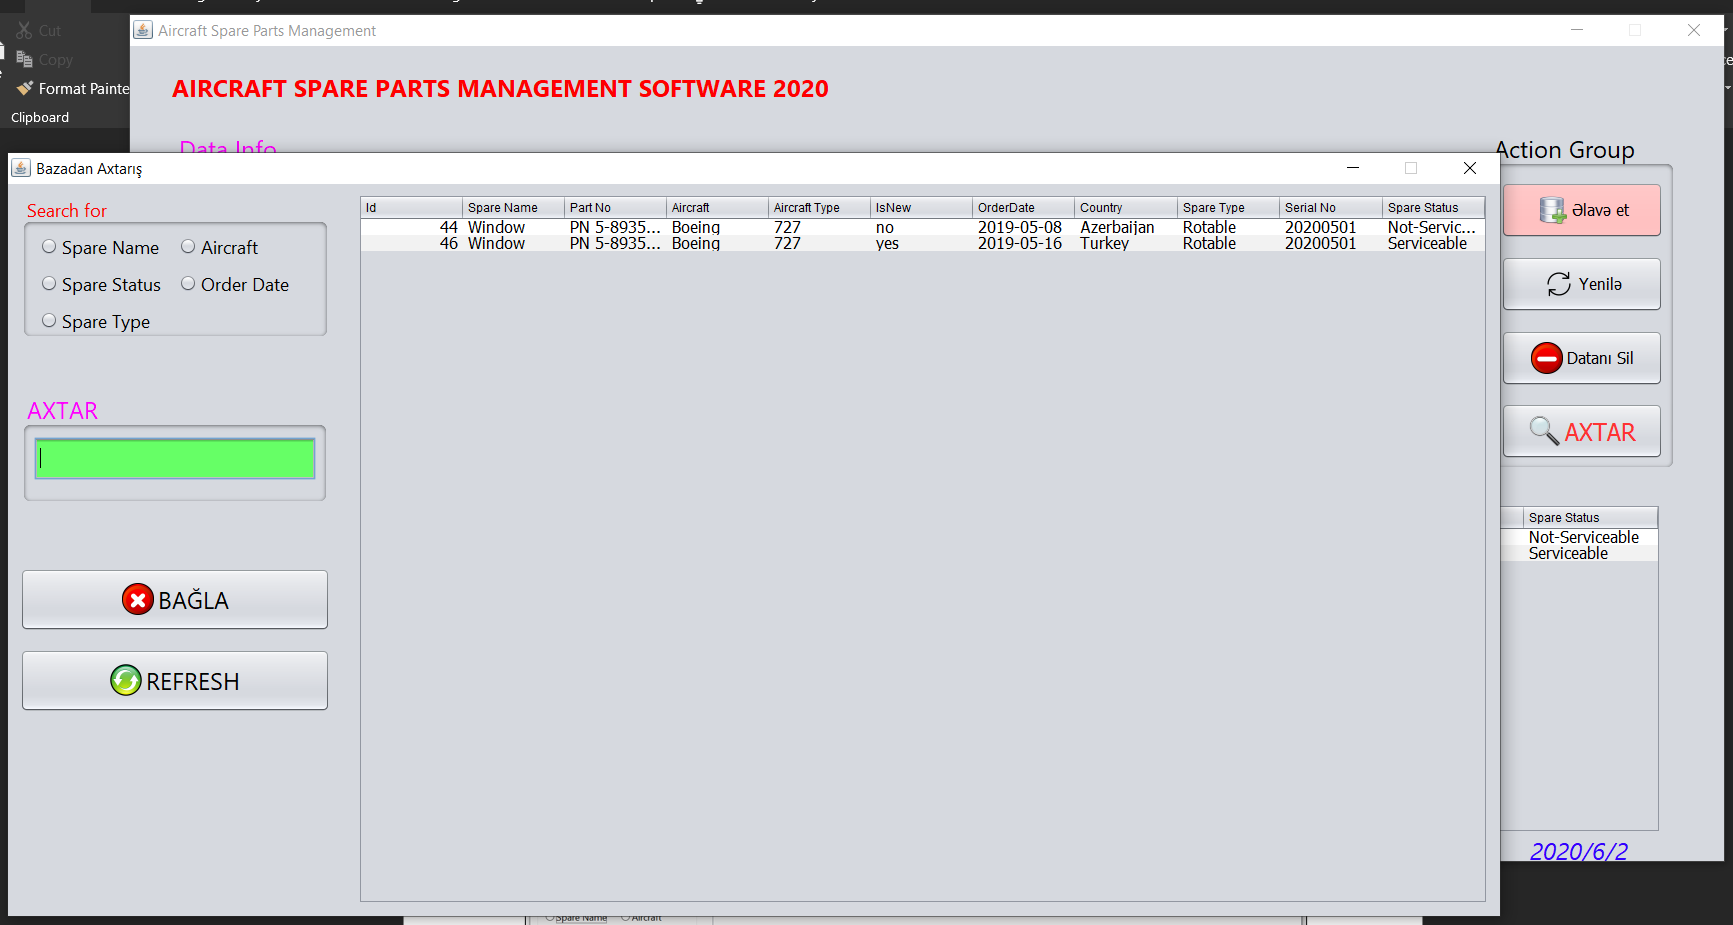 Cut
Copy
Format Painte
Clipboard
Aircraft Spare Parts Management
AIRCRAFT SPARE PARTS MANAGEMENT SOFTWARE 2020
Data Info
Action Group
Əlavə et
Yenilə
Datanı Sil
AXTAR
Bazadan Axtarış
Search for
Spare Name Aircraft
Spare Status Order Date
Spare Type
AXTAR
BAĞLA
REFRESH
Id Spare Name Part No Aircraft Aircraft Type IsNew OrderDate Country Spare Type Serial No Spare Status
44 Window PN 5-8935... Boeing 727 no 2019-05-08 Azerbaijan Rotable 20200501 Not-Servic...
46 Window PN 5-8935... Boeing 727 yes 2019-05-16 Turkey Rotable 20200501 Serviceable
Spare Status
Not-Serviceable
Serviceable
2020/6/2
Spare Name Aircraft